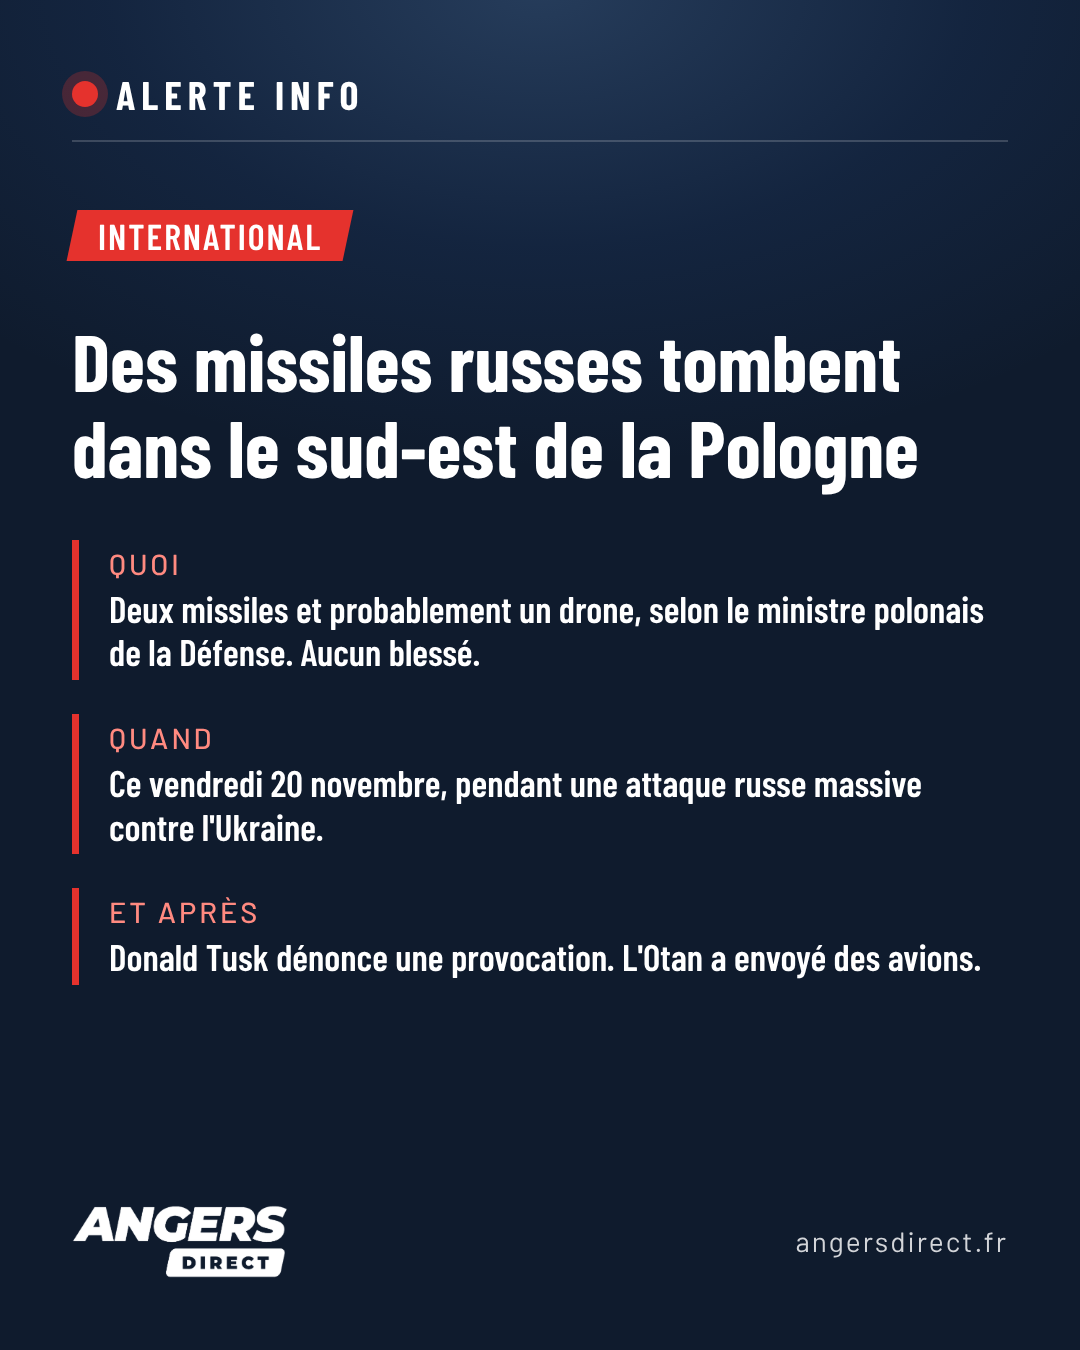 ALERTE INFO
INTERNATIONAL
Des missiles russes tombent
dans le sud-est de la Pologne
QUOI
Deux missiles et probablement un drone, selon le ministre polonais
de la Défense. Aucun blessé.
QUAND
Ce vendredi 20 novembre, pendant une attaque russe massive
contre l'Ukraine.
ET APRÈS
Donald Tusk dénonce une provocation. L'Otan a envoyé des avions.
ANGERS
DIRECT
angersdirect.fr